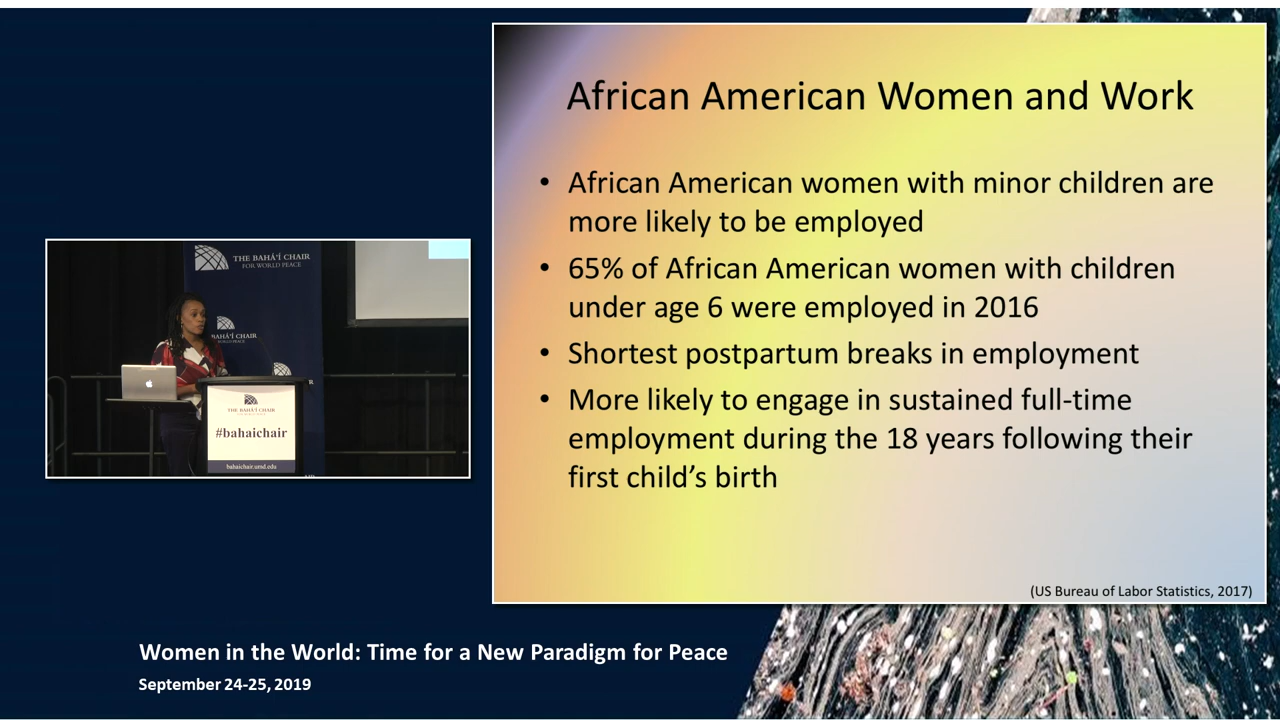 African American Women and Work
• African American women with minor children are
more likely to be employed
• 65% of African American women with children
under age 6 were employed in 2016
• Shortest postpartum breaks in employment
• More likely to engage in sustained full-time
employment during the 18 years following their
first child's birth
(US Bureau of Labor Statistics, 2017)
THE BAHÁ'Í CHAIR
FOR WORLD PEACE
BAHÁ'Í CHAIR
THE BAHÁ'Í CHAIR
#bahaichair
bahaichair.umd.edu
Women in the World: Time for a New Paradigm for Peace
September 24-25, 2019